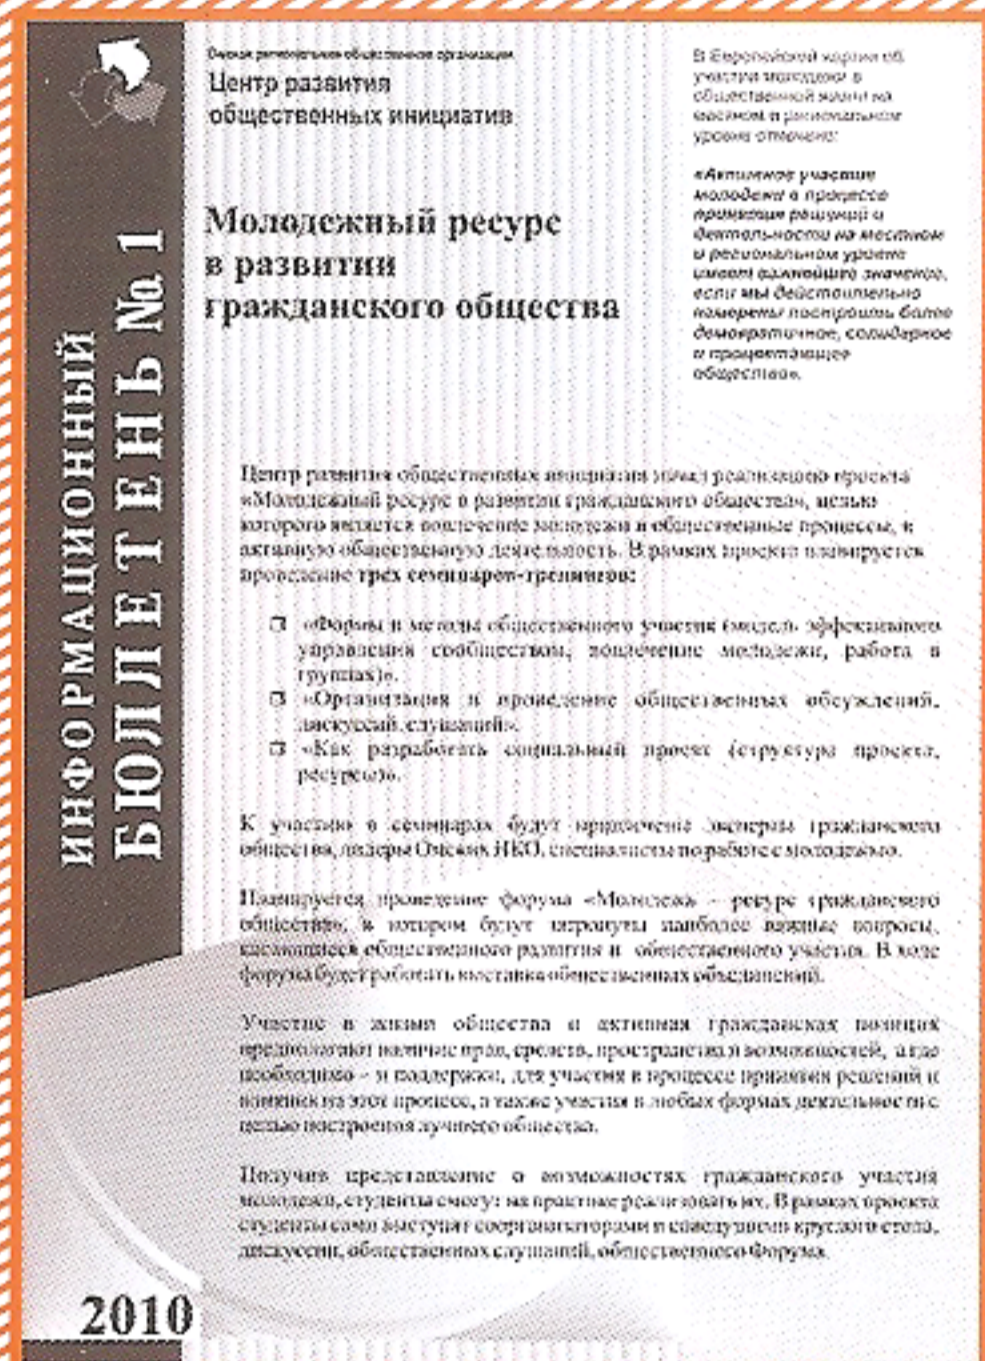 Омская региональная общественная организация
Центр развития
общественных инициатив
В Европейской хартии об
участии молодежи в
общественной жизни на
местном и региональном
уровне отмечено:
«Активное участие
молодежи в процессе
принятия решений и
деятельности на местном
и региональном уровне
имеет важнейшее значение,
если мы действительно
намерены построить более
демократичное, солидарное
и процветающее
общество».
Молодежный ресурс
в развитии
гражданского общества
ИНФОРМАЦИОННЫЙ
БЮЛЛЕТЕНЬ № 1
Центр развития общественных инициатив начал реализацию проекта
«Молодежный ресурс в развитии гражданского общества», целью
которого является вовлечение молодежи в общественные процессы, в
активную общественную деятельность. В рамках проекта планируется
проведение трех семинаров-тренингов:
❒ «Формы и методы общественного участия (модель эффективного
управления сообществом, вовлечение молодежи, работа в
группах)».
❒ «Организация и проведение общественных обсуждений,
дискуссий, слушаний».
❒ «Как разработать социальный проект (структура проекта,
ресурсы)».
К участию в семинарах будут привлечены эксперты гражданского
общества, лидеры Омских НКО, специалисты по работе с молодежью.
Планируется проведение форума «Молодежь – ресурс гражданского
общества», в котором будут затронуты наиболее важные вопросы,
касающиеся общественного развития и общественного участия. В ходе
форума будет работать выставка общественных объединений.
Участие в жизни общества и активная гражданская позиция
предполагают наличие прав, средств, пространства и возможностей, а где
необходимо – и поддержки, для участия в процессе принятия решений и
влияния на этот процесс, а также участия в любых формах деятельности с
целью построения лучшего общества.
Получив представление о возможностях гражданского участия
молодежи, студенты смогут на практике реализовать их. В рамках проекта
студенты сами выступят соорганизаторами и соведущими круглого стола,
дискуссии, общественных слушаний, общественного Форума.
2010